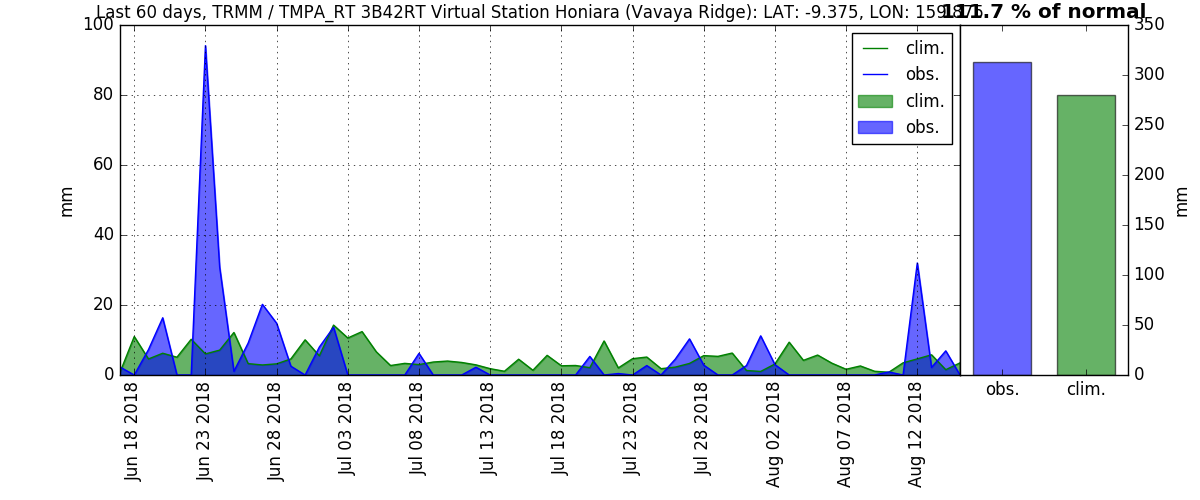 Last 60 days, TRMM / TMPA_RT 3B42RT Virtual Station Honiara (Vavaya Ridge): LAT: -9.375, LON: 159.875
111.7 % of normal
100
80
60
40
20
0
mm
clim.
obs.
clim.
obs.
350
300
250
200
150
100
50
0
mm
obs.
clim.
Jun 18 2018
Jun 23 2018
Jun 28 2018
Jul 03 2018
Jul 08 2018
Jul 13 2018
Jul 18 2018
Jul 23 2018
Jul 28 2018
Aug 02 2018
Aug 07 2018
Aug 12 2018